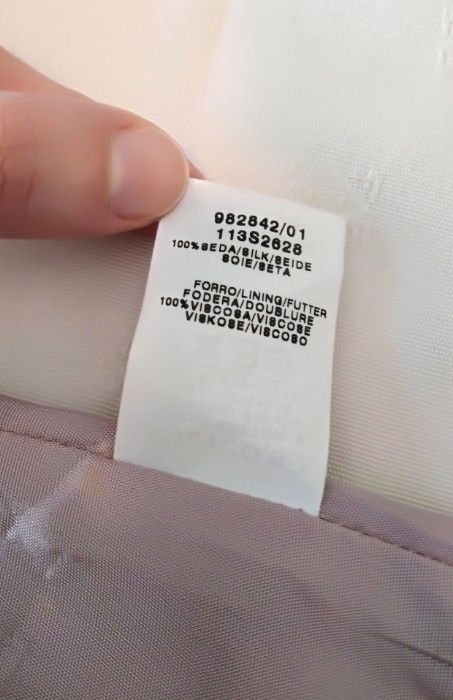 982842/01
113S2628
100%SEDA/SILK/SEIDE
SOIE/SETA
FORRO/LINING/FUTTER
FODERA/DOUBLURE
100%VISCOSA/VISCOSE
VISKOSE/VISCOSO